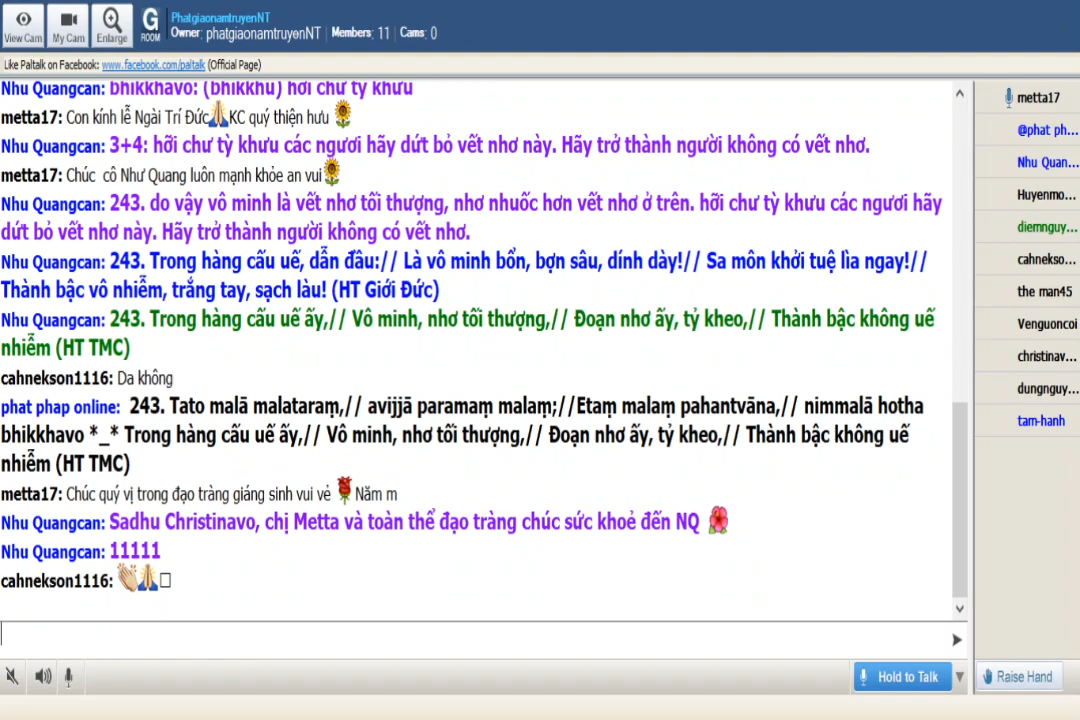 View Cam
My Cam
Enlarge
G
ROOM
PhatgiaonamtruyenNT
Owner: phatgiaonamtruyenNT Members: 11 Cams: 0
Like Paltalk on Facebook: www.facebook.com/paltalk (Official Page)
Nhu Quangcan: bhikkhavo: (bhikkhu) hỡi chư tỳ khưu
metta17: Con kính lễ Ngài Trí Đức KC quý thiện hưu
Nhu Quangcan: 3+4: hỡi chư tỳ khưu các ngươi hãy dứt bỏ vết nhơ này. Hãy trở thành người không có vết nhơ.
metta17: Chúc cô Như Quang luôn mạnh khỏe an vui
Nhu Quangcan: 243. do vậy vô minh là vết nhơ tối thượng, nhơ nhuốc hơn vết nhơ ở trên. hỡi chư tỳ khưu các ngươi hãy
dứt bỏ vết nhơ này. Hãy trở thành người không có vết nhơ.
Nhu Quangcan: 243. Trong hàng cấu uế, dẫn đầu:// Là vô minh bổn, bợn sâu, dính dày!// Sa môn khởi tuệ lìa ngay!//
Thành bậc vô nhiễm, trắng tay, sạch làu! (HT Giới Đức)
Nhu Quangcan: 243. Trong hàng cấu uế ấy,// Vô minh, nhơ tối thượng,// Đoạn nhơ ấy, tỷ kheo,// Thành bậc không uế
nhiễm (HT TMC)
cahnekson1116: Da không
phat phap online: 243. Tato malā malataraṃ,// avijjā paramaṃ malaṃ;//Etaṃ malaṃ pahantvāna,// nimmalā hotha
bhikkhavo *_* Trong hàng cấu uế ấy,// Vô minh, nhơ tối thượng,// Đoạn nhơ ấy, tỷ kheo,// Thành bậc không uế
nhiễm (HT TMC)
metta17: Chúc quý vị trong đạo tràng giáng sinh vui vẻ Năm m
Nhu Quangcan: Sadhu Christinavo, chị Metta và toàn thể đạo tràng chúc sức khoẻ đến NQ
Nhu Quangcan: 11111
cahnekson1116:
metta17
@phat ph...
Nhu Quan...
Huyenmo...
diemnguy...
cahnekso...
the man45
Venguoncoi
christinav...
dungnguy...
tam-hanh
Hold to Talk
Raise Hand